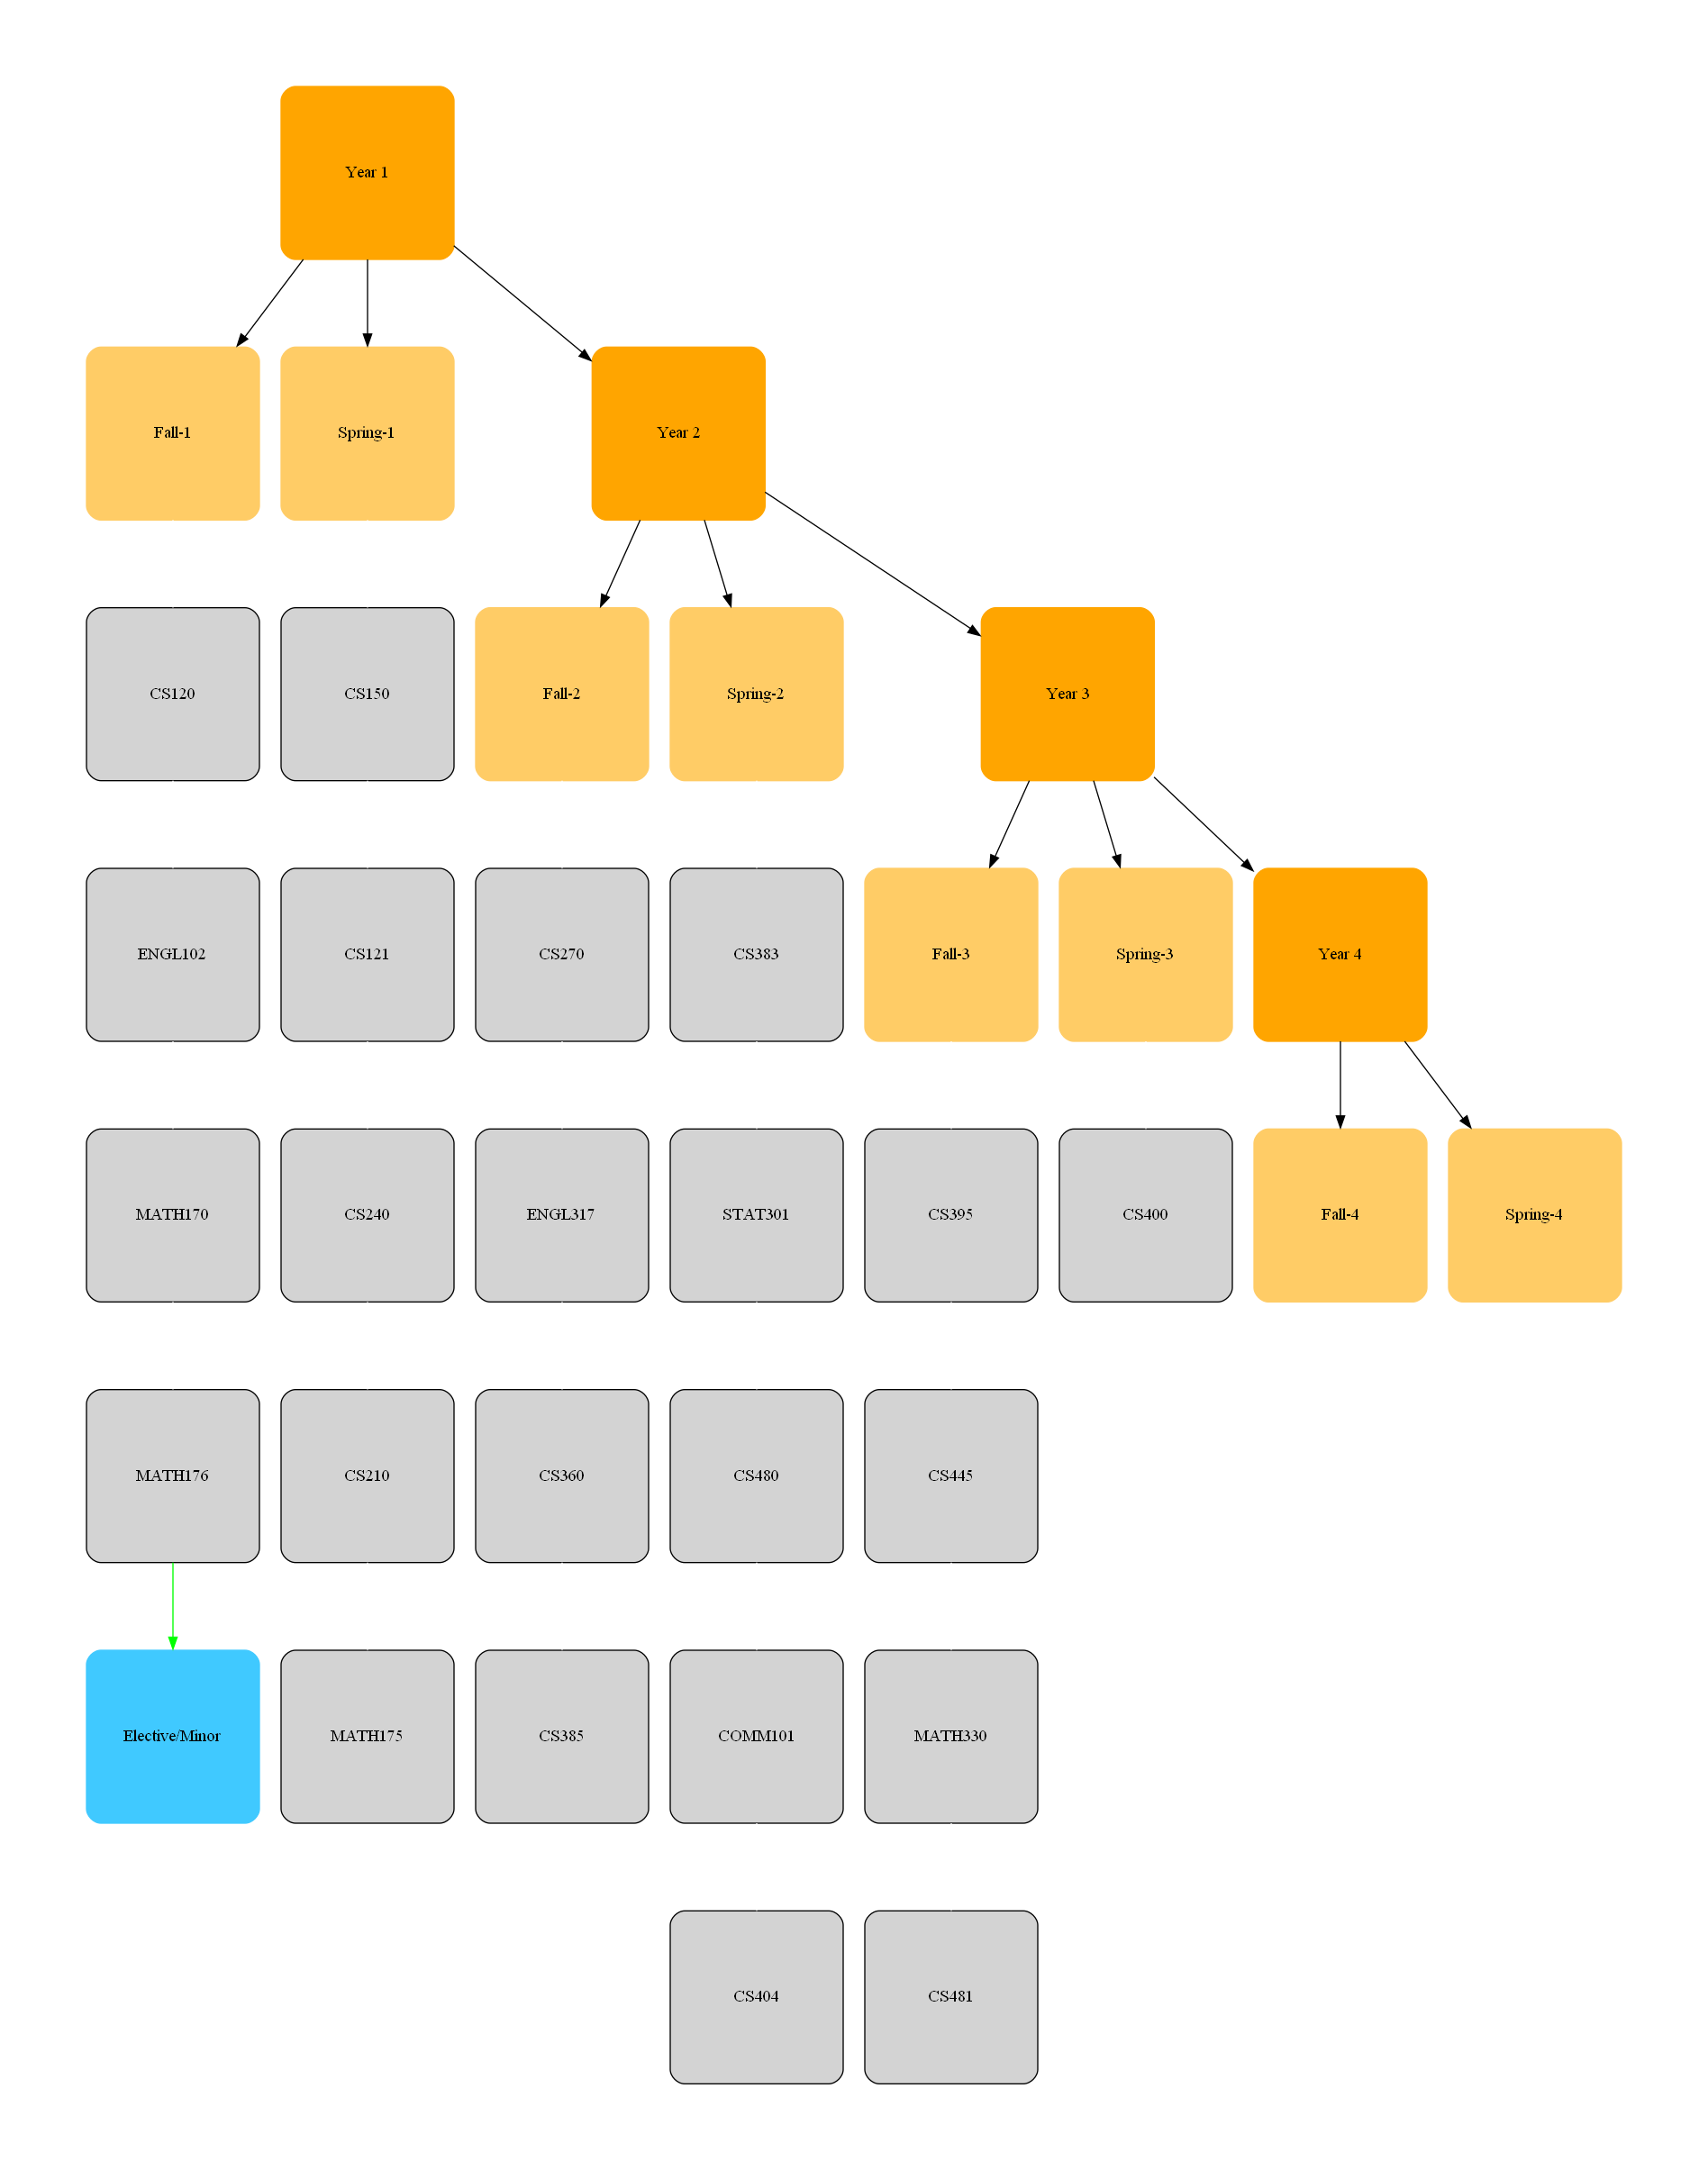 Year 1
Fall-1
Spring-1
Year 2
CS120
CS150
Fall-2
Spring-2
Year 3
ENGL102
CS121
CS270
CS383
Fall-3
Spring-3
Year 4
MATH170
CS240
ENGL317
STAT301
CS395
CS400
Fall-4
Spring-4
MATH176
CS210
CS360
CS480
CS445
Elective/Minor
MATH175
CS385
COMM101
MATH330
CS404
CS481